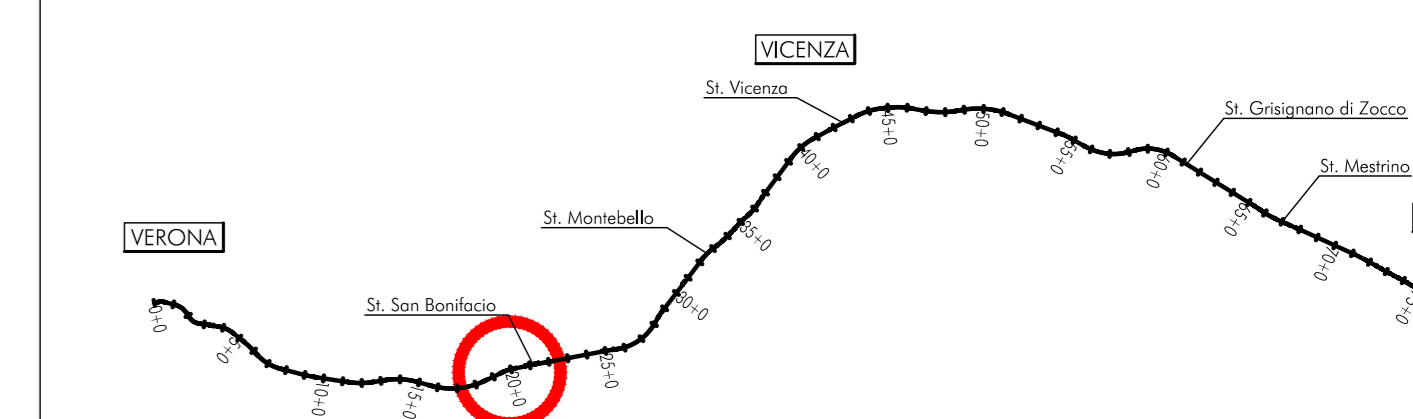 VICENZA
St. Vicenza
St. Grisignano di Zocco
St. Mestrino
St. Montebello
VERONA
St. San Bonifacio
0+0
5+0
10+0
15+0
20+0
25+0
30+0
35+0
40+0
45+0
50+0
55+0
60+0
65+0
70+0
75+0